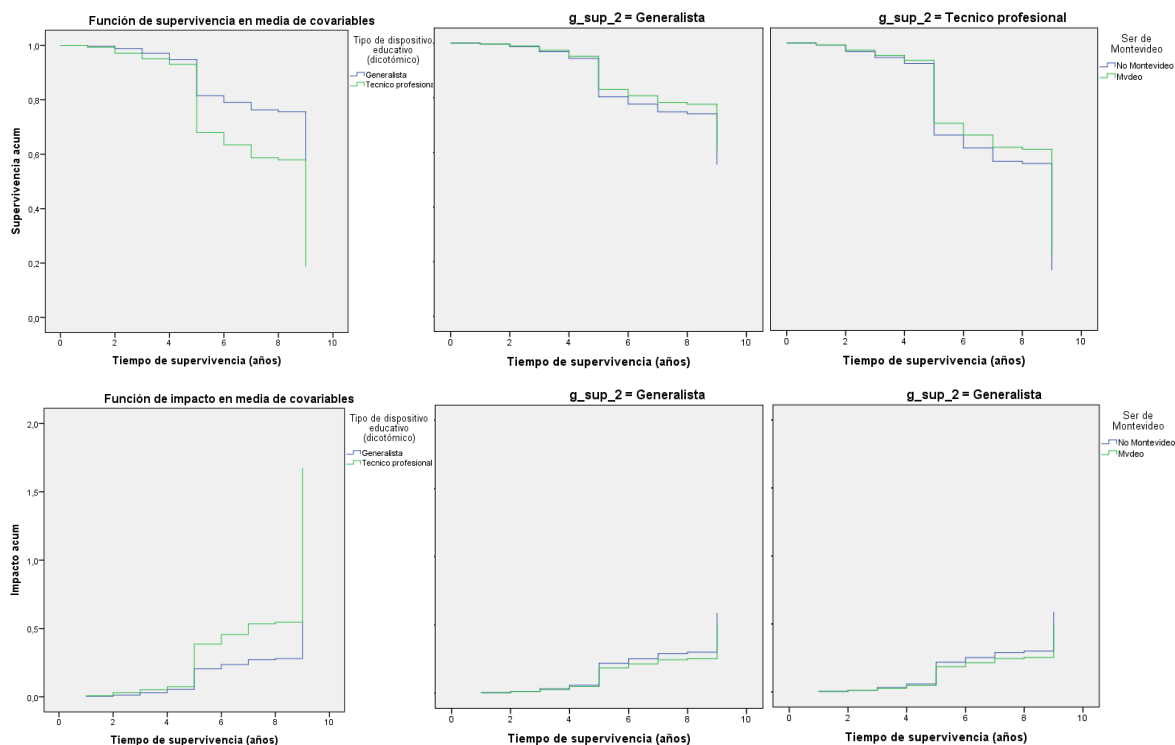 Función de supervivencia en media de covariables
Tipo de dispositivo
educativo
(dicotómico)
Generalista
Tecnico profesional
Supervivencia acum
1,0
0,8
0,6
0,4
0,2
0,0
0 2 4 6 8 10
Tiempo de supervivencia (años)
g_sup_2 = Generalista
0 2 4 6 8 10
Tiempo de supervivencia (años)
g_sup_2 = Tecnico profesional
Ser de
Montevideo
No Montevideo
Mvdeo
0 2 4 6 8 10
Tiempo de supervivencia (años)
Función de impacto en media de covariables
Tipo de dispositivo
educativo
(dicotómico)
Generalista
Tecnico profesional
Impacto acum
2,0
1,5
1,0
0,5
0,0
0 2 4 6 8 10
Tiempo de supervivencia (años)
g_sup_2 = Generalista
0 2 4 6 8 10
Tiempo de supervivencia (años)
g_sup_2 = Generalista
Ser de
Montevideo
No Montevideo
Mvdeo
0 2 4 6 8 10
Tiempo de supervivencia (años)